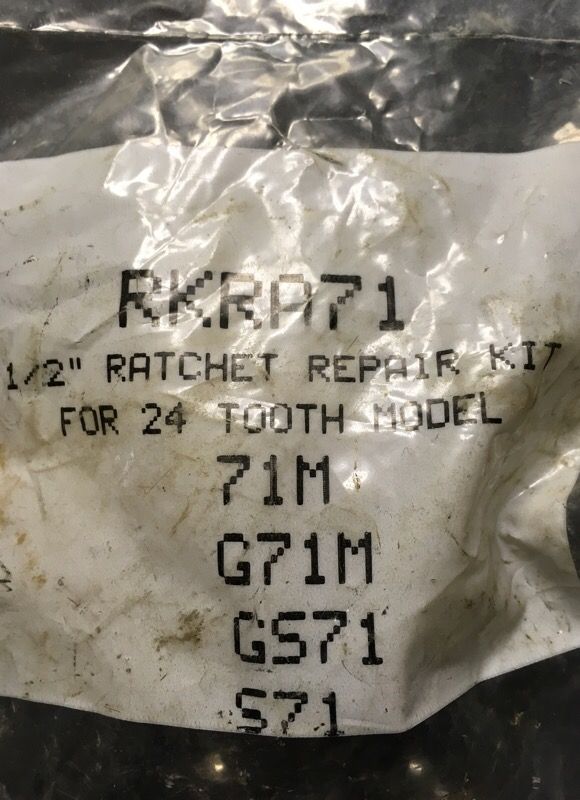 RKRA71
1/2" RATCHET REPAIR KIT
FOR 24 TOOTH MODEL
71M
G71M
GS71
S71